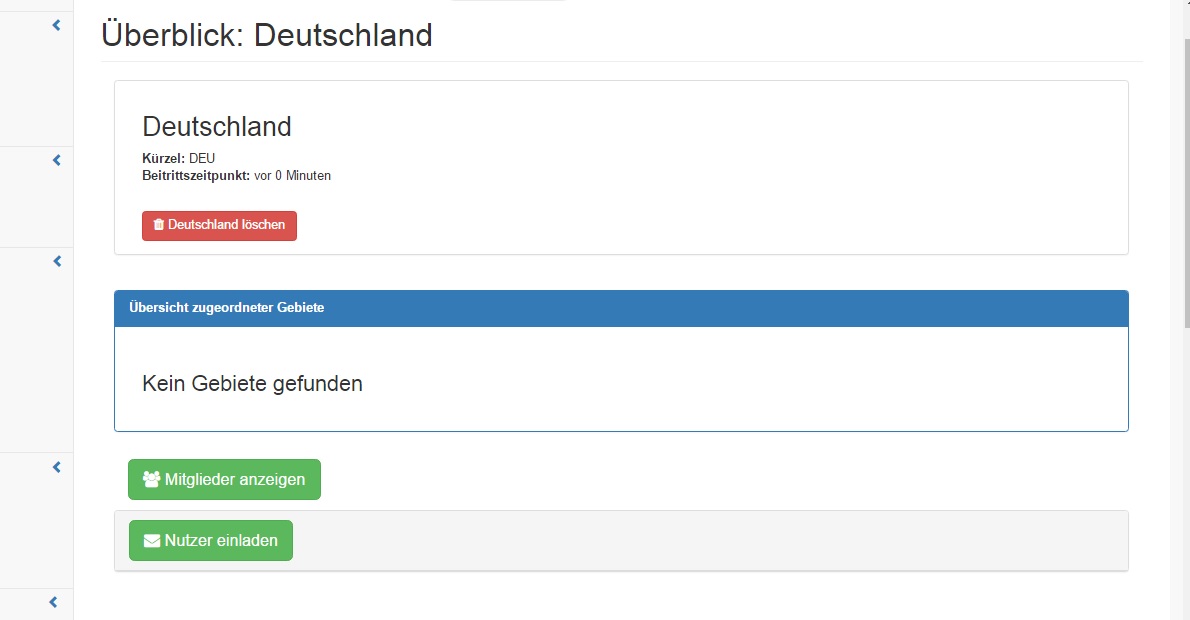 Überblick: Deutschland
Deutschland
Kürzel: DEU
Beitrittszeitpunkt: vor 0 Minuten
Deutschland löschen
Übersicht zugeordneter Gebiete
Kein Gebiete gefunden
Mitglieder anzeigen
Nutzer einladen